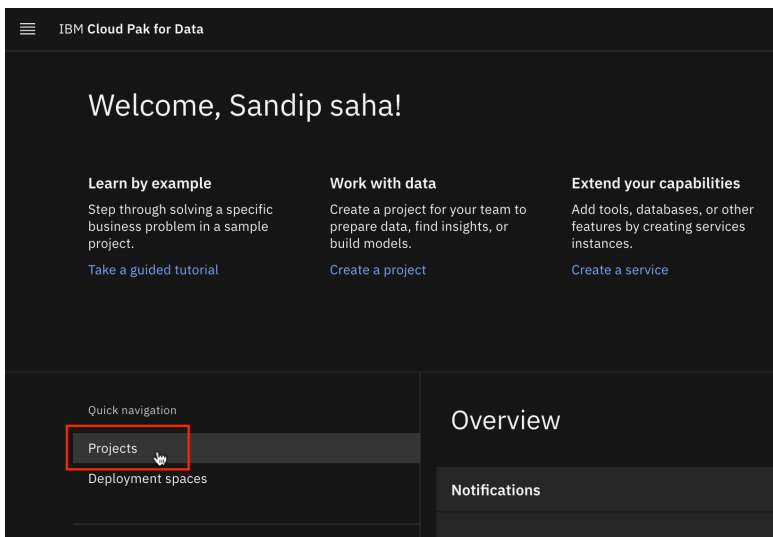 IBM Cloud Pak for Data
Welcome, Sandip saha!
Learn by example
Step through solving a specific
business problem in a sample
project.
Take a guided tutorial
Work with data
Create a project for your team to
prepare data, find insights, or
build models.
Create a project
Extend your capabilities
Add tools, databases, or other
features by creating services
instances.
Create a service
Quick navigation
Projects
Deployment spaces
Overview
Notifications